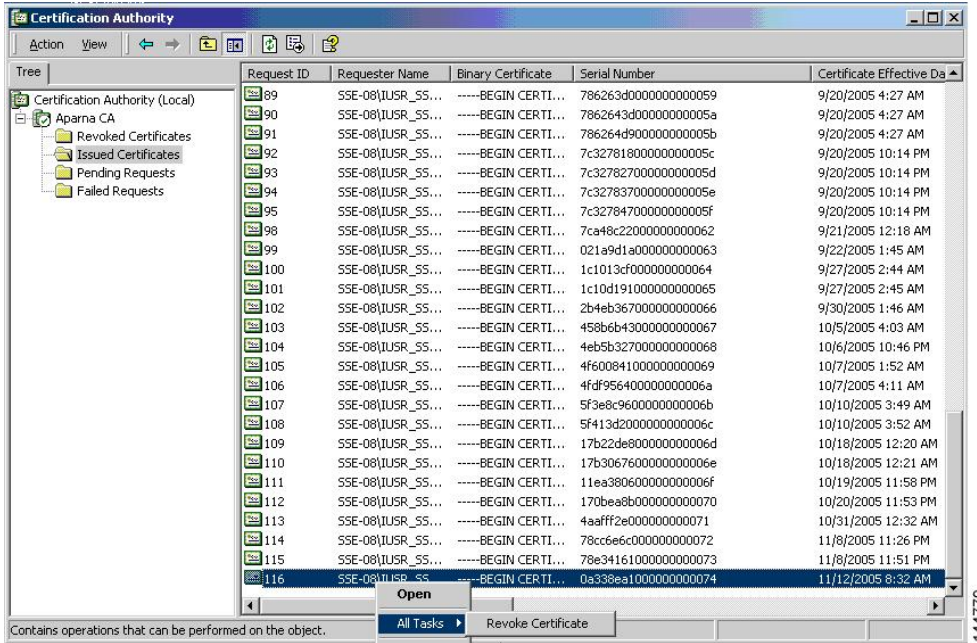 Certification Authority
Action View
Tree
Certification Authority (Local)
Aparna CA
Revoked Certificates
Issued Certificates
Pending Requests
Failed Requests
Request ID Requester Name Binary Certificate Serial Number Certificate Effective Da
89 SSE-08\IUSR_SS... -----BEGIN CERTI... 786263d0000000000059 9/20/2005 4:27 AM
90 SSE-08\IUSR_SS... -----BEGIN CERTI... 7862643d00000000005a 9/20/2005 4:27 AM
91 SSE-08\IUSR_SS... -----BEGIN CERTI... 786264d900000000005b 9/20/2005 4:27 AM
92 SSE-08\IUSR_SS... -----BEGIN CERTI... 7c32781800000000005c 9/20/2005 10:14 PM
93 SSE-08\IUSR_SS... -----BEGIN CERTI... 7c32782700000000005d 9/20/2005 10:14 PM
94 SSE-08\IUSR_SS... -----BEGIN CERTI... 7c32783700000000005e 9/20/2005 10:14 PM
95 SSE-08\IUSR_SS... -----BEGIN CERTI... 7c32784700000000005f 9/20/2005 10:14 PM
98 SSE-08\IUSR_SS... -----BEGIN CERTI... 7ca48c22000000000062 9/21/2005 12:18 AM
99 SSE-08\IUSR_SS... -----BEGIN CERTI... 021a9d1a000000000063 9/22/2005 1:45 AM
100 SSE-08\IUSR_SS... -----BEGIN CERTI... 1c1013cf000000000064 9/27/2005 2:44 AM
101 SSE-08\IUSR_SS... -----BEGIN CERTI... 1c10d191000000000065 9/27/2005 2:45 AM
102 SSE-08\IUSR_SS... -----BEGIN CERTI... 2b4eb367000000000066 9/30/2005 1:46 AM
103 SSE-08\IUSR_SS... -----BEGIN CERTI... 458b6b43000000000067 10/5/2005 4:03 AM
104 SSE-08\IUSR_SS... -----BEGIN CERTI... 4eb5b327000000000068 10/6/2005 10:46 PM
105 SSE-08\IUSR_SS... -----BEGIN CERTI... 4f600841000000000069 10/7/2005 1:52 AM
106 SSE-08\IUSR_SS... -----BEGIN CERTI... 4fdf956400000000006a 10/7/2005 4:11 AM
107 SSE-08\IUSR_SS... -----BEGIN CERTI... 5f3e8c9600000000006b 10/10/2005 3:49 AM
108 SSE-08\IUSR_SS... -----BEGIN CERTI... 5f413d2000000000006c 10/10/2005 3:52 AM
109 SSE-08\IUSR_SS... -----BEGIN CERTI... 17b22de800000000006d 10/18/2005 12:20 AM
110 SSE-08\IUSR_SS... -----BEGIN CERTI... 17b3067600000000006e 10/18/2005 12:21 AM
111 SSE-08\IUSR_SS... -----BEGIN CERTI... 11ea380600000000006f 10/19/2005 11:58 PM
112 SSE-08\IUSR_SS... -----BEGIN CERTI... 170bea8b000000000070 10/20/2005 11:53 PM
113 SSE-08\IUSR_SS... -----BEGIN CERTI... 4aafff2e000000000071 10/31/2005 12:32 AM
114 SSE-08\IUSR_SS... -----BEGIN CERTI... 78cc6e6c000000000072 11/8/2005 11:26 PM
115 SSE-08\IUSR_SS... -----BEGIN CERTI... 78e34161000000000073 11/8/2005 11:51 PM
116 SSE-08\IUSR_SS... -----BEGIN CERTI... 0a338ea1000000000074 11/12/2005 8:32 AM
Open
All Tasks Revoke Certificate
Contains operations that can be performed on the object.